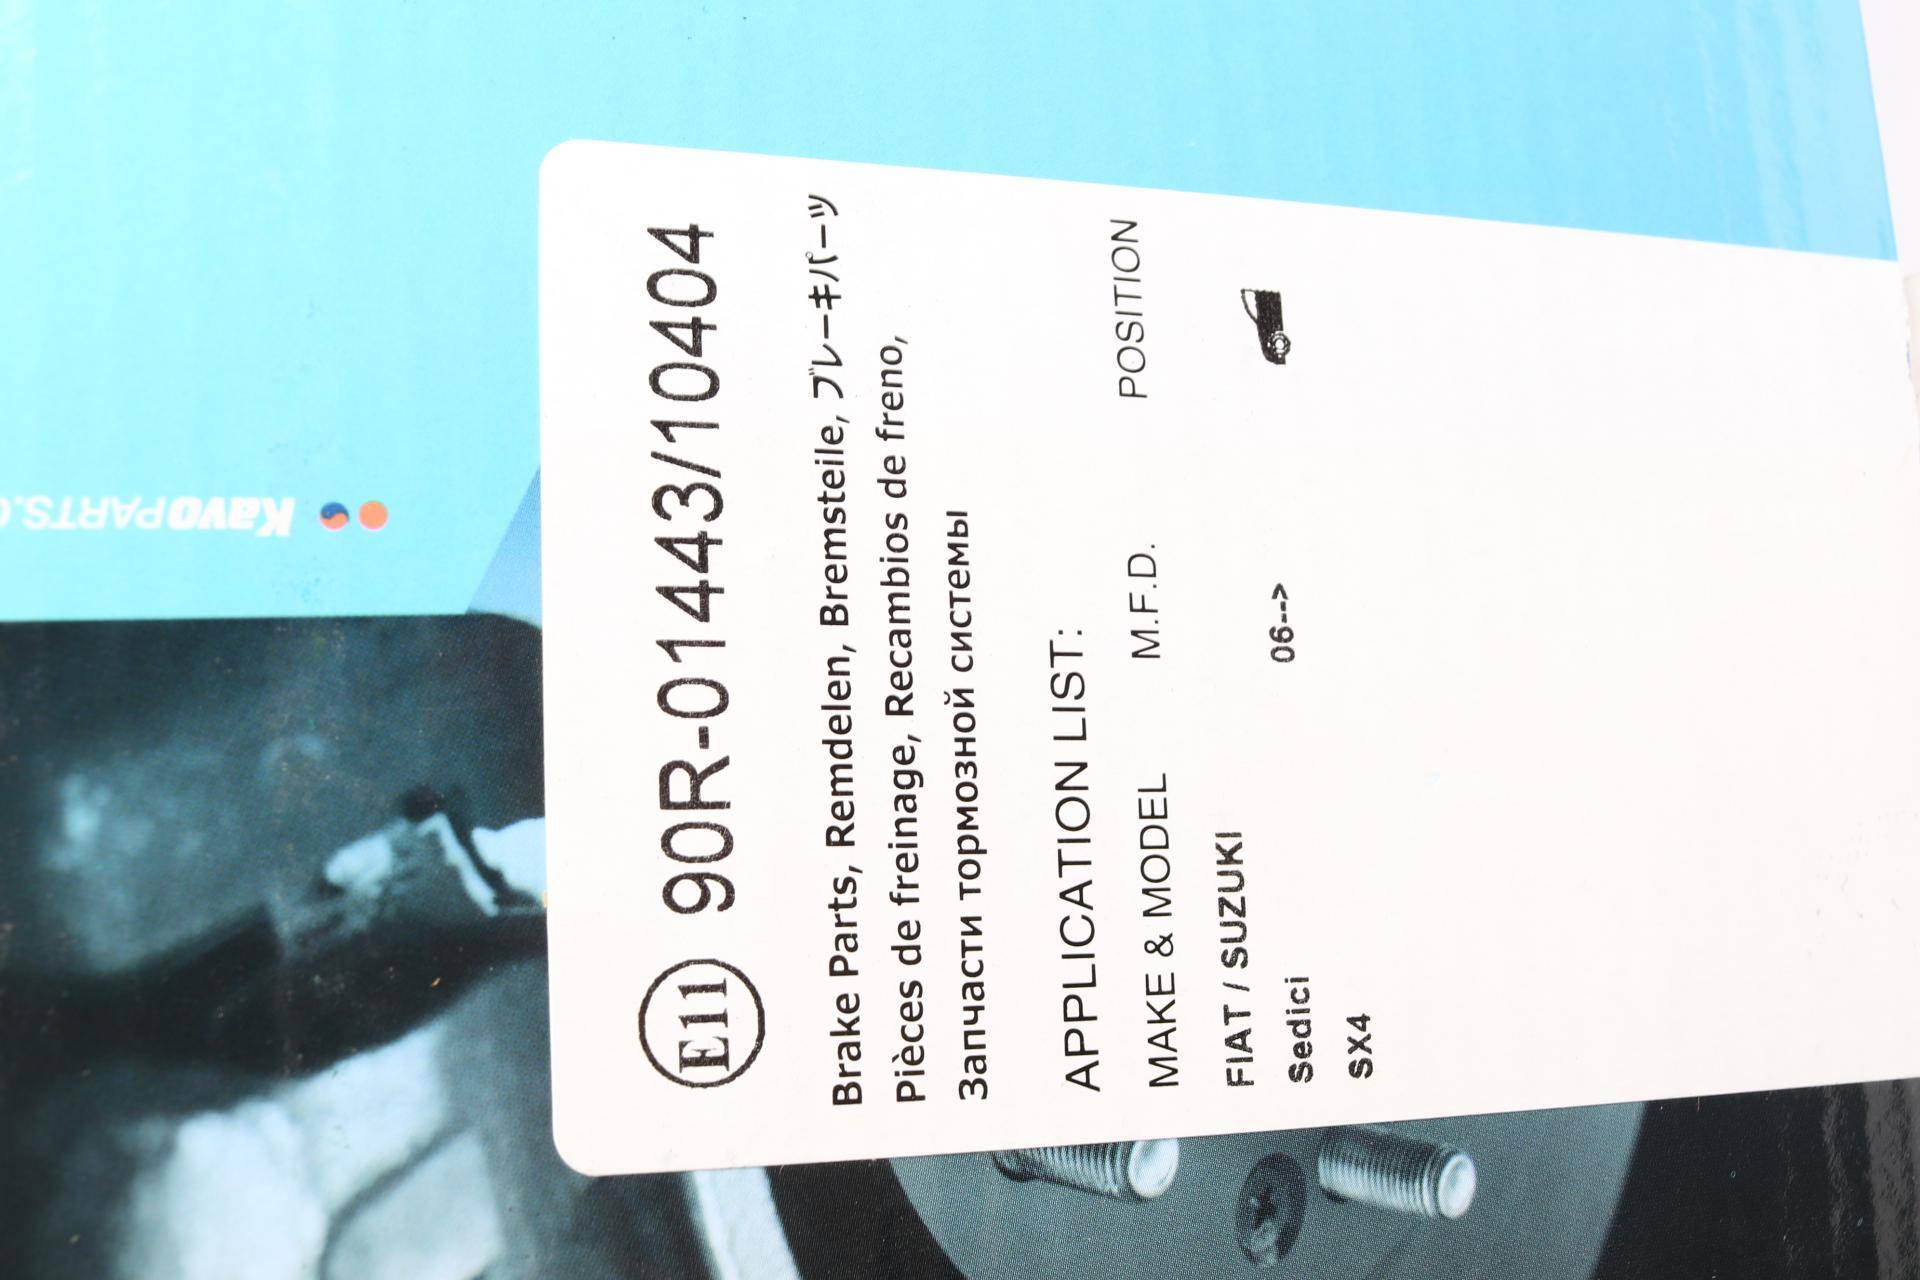 E11 90R-01443/10404
Brake Parts, Remdelen, Bremsteile, ブレーキパーツ
Pièces de freinage, Recambios de freno,
Запчасти тормозной системы
APPLICATION LIST:
MAKE & MODEL M.F.D. POSITION
FIAT / SUZUKI
Sedici 06-->
SX4
KavoPARTS.